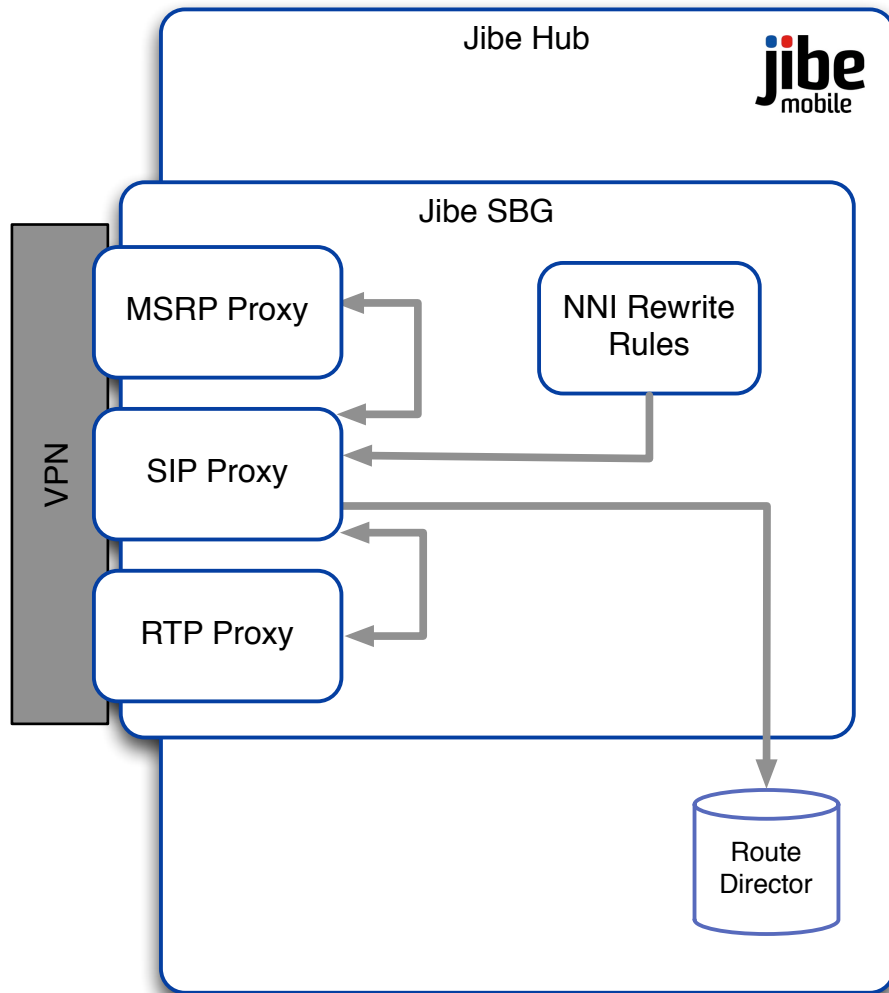 Jibe Hub
jibe
mobile
Jibe SBG
MSRP Proxy
NNI Rewrite
Rules
VPN
SIP Proxy
RTP Proxy
Route
Director